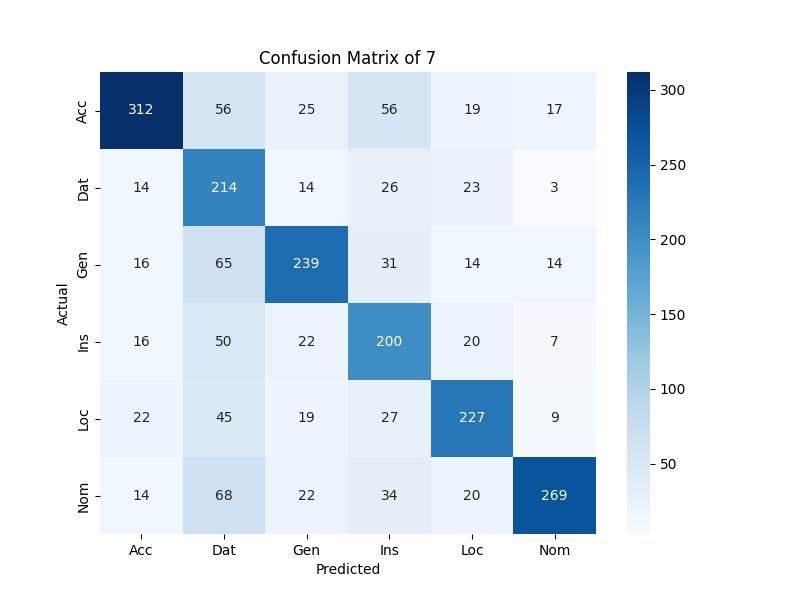 Confusion Matrix of 7
Actual
Acc 312 56 25 56 19 17
Dat 14 214 14 26 23 3
Gen 16 65 239 31 14 14
Ins 16 50 22 200 20 7
Loc 22 45 19 27 227 9
Nom 14 68 22 34 20 269
Acc Dat Gen Ins Loc Nom
Predicted
300
250
200
150
100
50